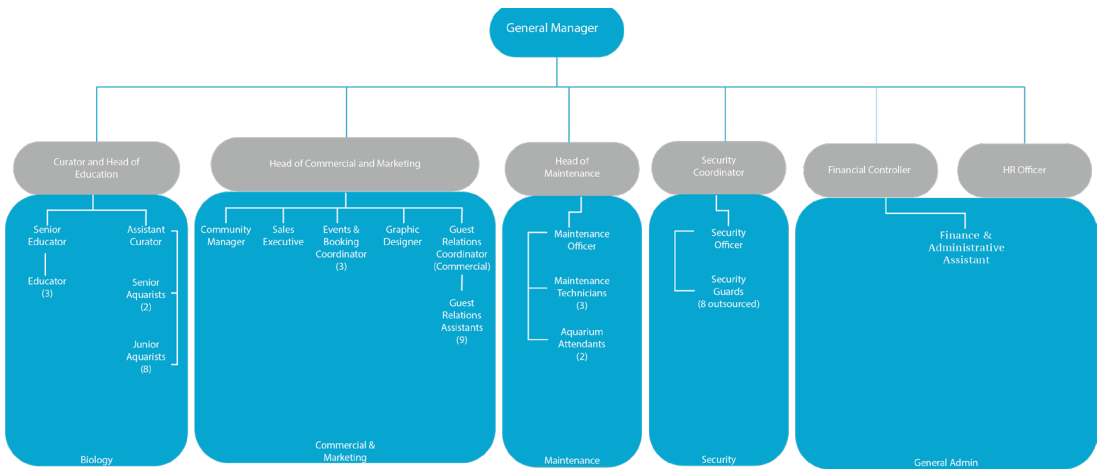 General Manager
Curator and Head of
Education
Head of Commercial and Marketing
Head of
Maintenance
Security
Coordinator
Financial Controller
HR Officer
Senior
Educator
Educator
(3)
Assistant
Curator
Senior
Aquarists
(2)
Junior
Aquarists
(8)
Biology
Community
Manager
Sales
Executive
Events &
Booking
Coordinator
(3)
Graphic
Designer
Guest
Relations
Coordinator
(Commercial)
Guest
Relations
Assistants
(9)
Commercial &
Marketing
Maintenance
Officer
Maintenance
Technicians
(3)
Aquarium
Attendants
(2)
Maintenance
Security
Officer
Security
Guards
(8 outsourced)
Security
Finance &
Administrative
Assistant
General Admin